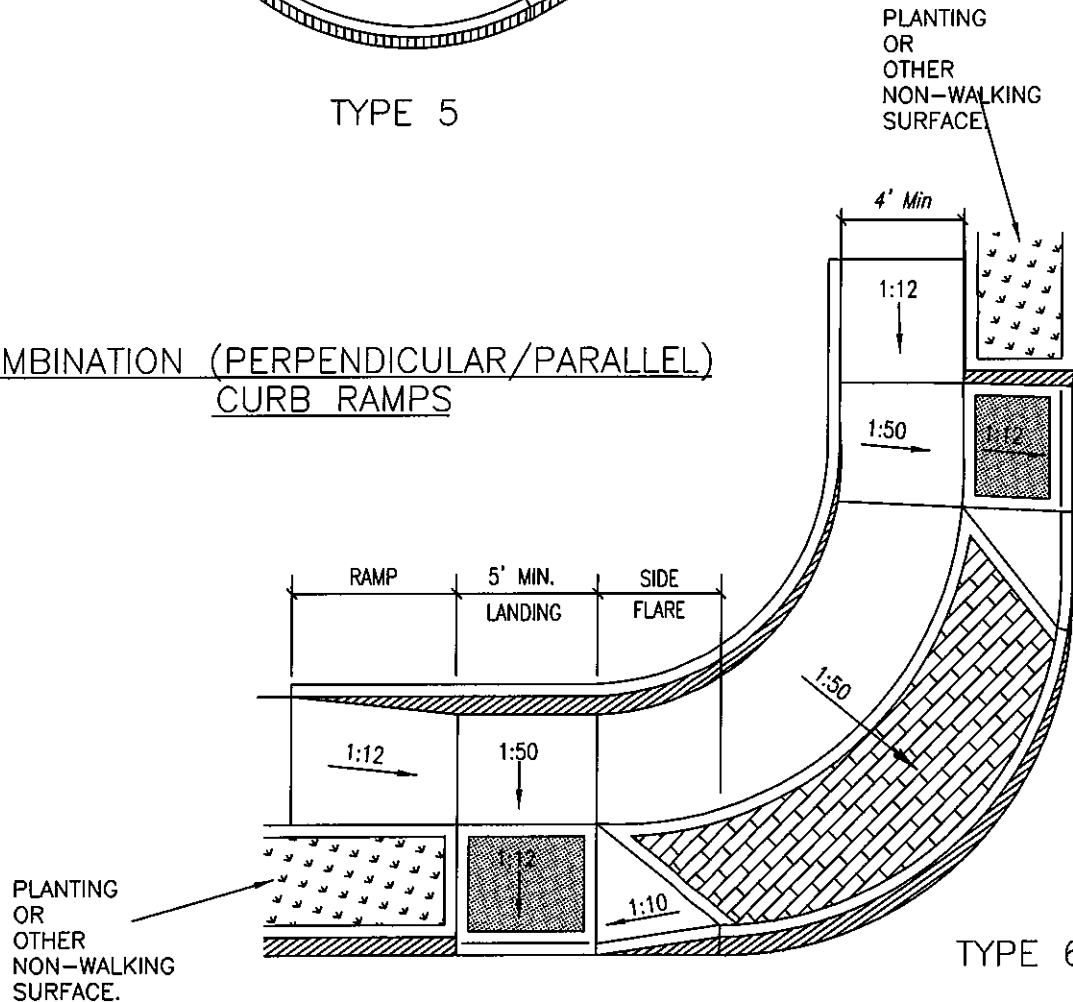 TYPE 5
PLANTING
OR
OTHER
NON-WALKING
SURFACE.
4' Min
1:12
MBINATION (PERPENDICULAR/PARALLEL)
CURB RAMPS
1:50
1:12
RAMP
5' MIN.
LANDING
SIDE
FLARE
1:50
1:12
1:50
1:12
1:10
PLANTING
OR
OTHER
NON-WALKING
SURFACE.
TYPE 6